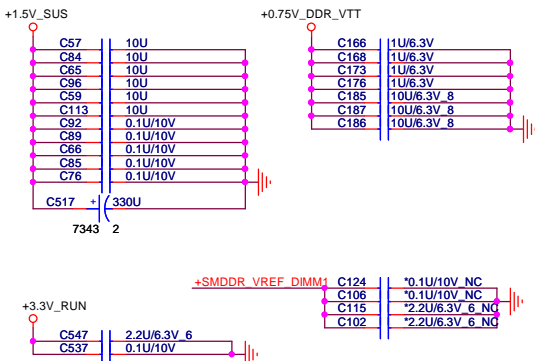 +1.5V_SUS
C57 10U
C84 10U
C65 10U
C96 10U
C59 10U
C113 10U
C92 0.1U/10V
C89 0.1U/10V
C66 0.1U/10V
C85 0.1U/10V
C76 0.1U/10V
C517 + 330U
7343 2
+0.75V_DDR_VTT
C166 1U/6.3V
C168 1U/6.3V
C173 1U/6.3V
C176 1U/6.3V
C185 10U/6.3V_8
C187 10U/6.3V_8
C186 10U/6.3V_8
+3.3V_RUN
C547 2.2U/6.3V_6
C537 0.1U/10V
+SMDDR_VREF_DIMM1
C124 *0.1U/10V_NC
C106 *0.1U/10V_NC
C115 *2.2U/6.3V_6_NC
C102 *2.2U/6.3V_6_NC